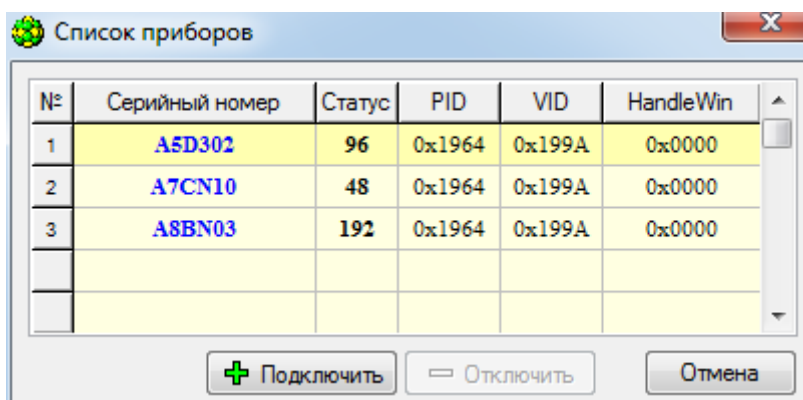 Список приборов
№ Серийный номер Статус PID VID HandleWin
1 A5D302 96 0x1964 0x199A 0x0000
2 A7CN10 48 0x1964 0x199A 0x0000
3 A8BN03 192 0x1964 0x199A 0x0000
Подключить Отключить Отмена